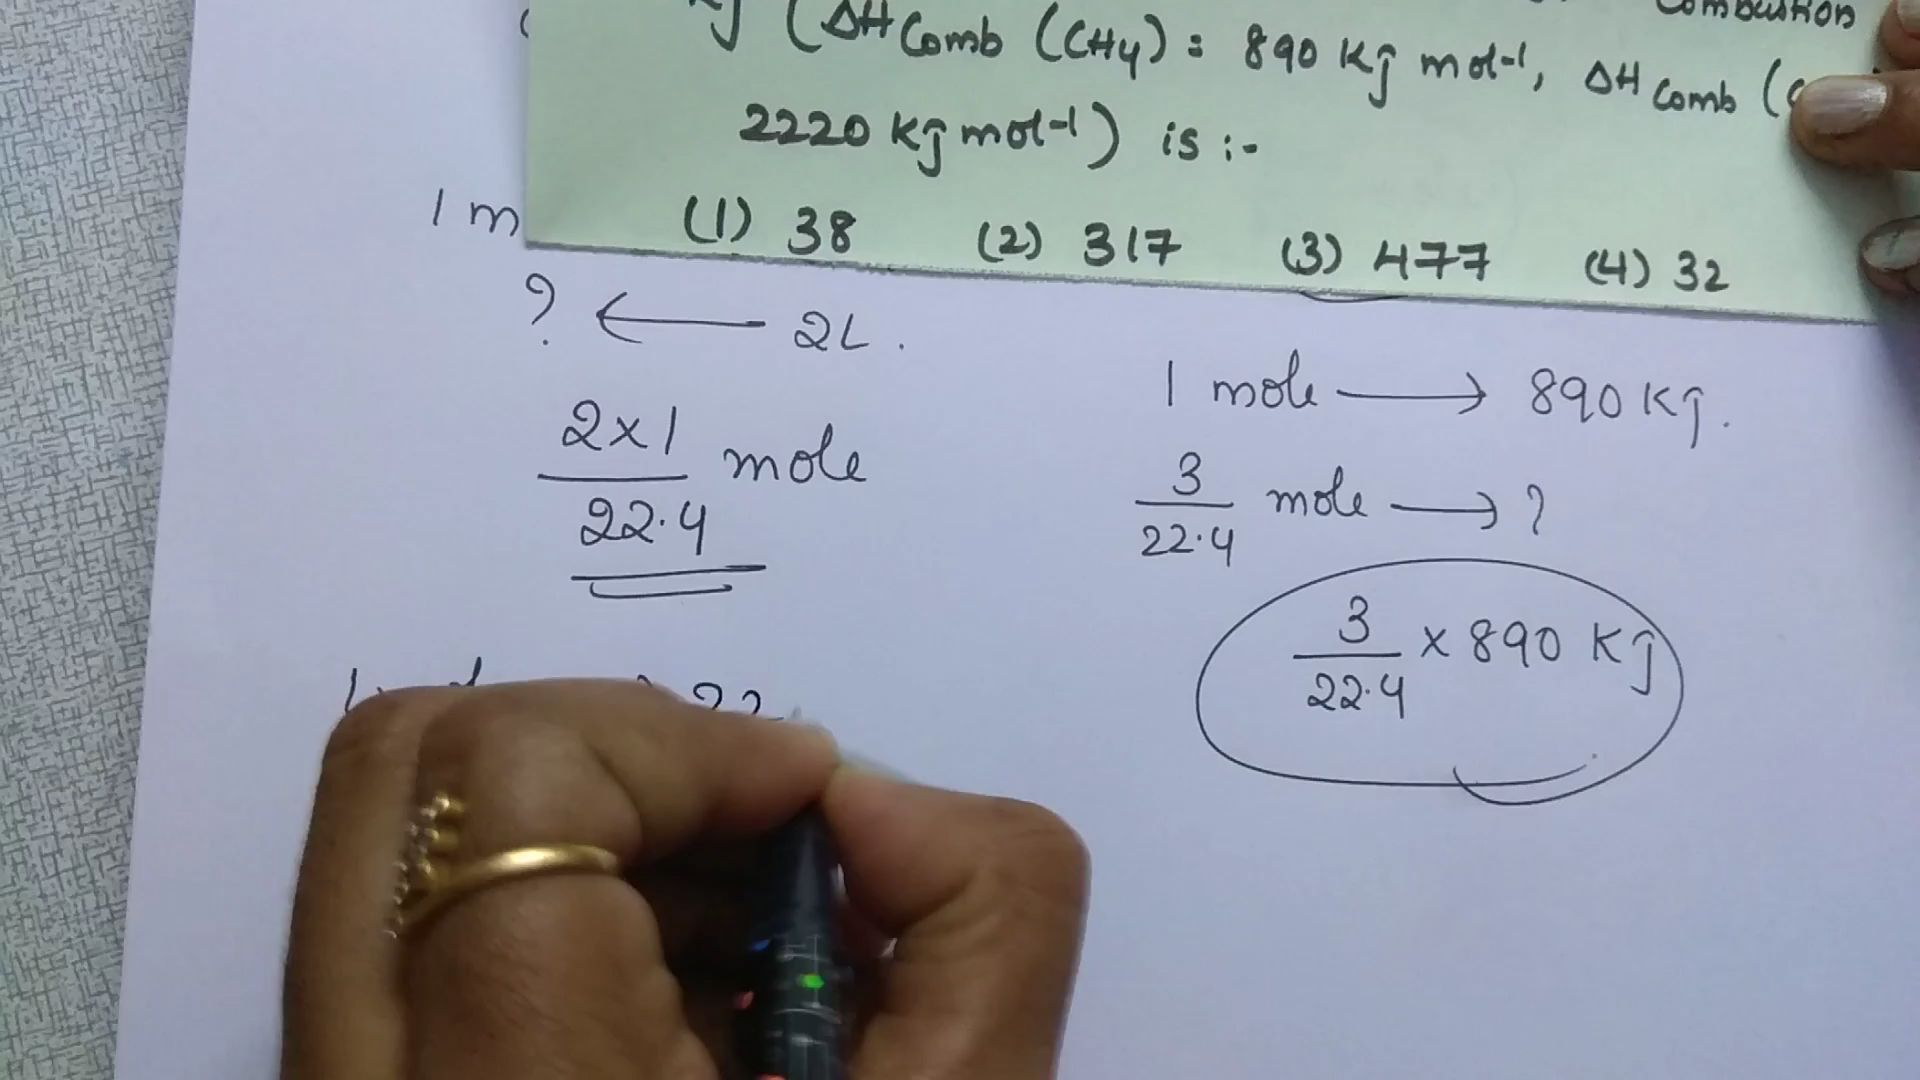 Combustion
Kj (ΔH Comb (CH4) = 890 Kj mol-1, ΔH Comb (
2220 Kj mol-1) is :-
(1) 38 (2) 317 (3) 477 (4) 32
1 m
? ← 2L.
2×1
22.4
mole
1 mole → 890 Kj.
3
22.4
mole → ?
3
22.4
× 890 Kj
22